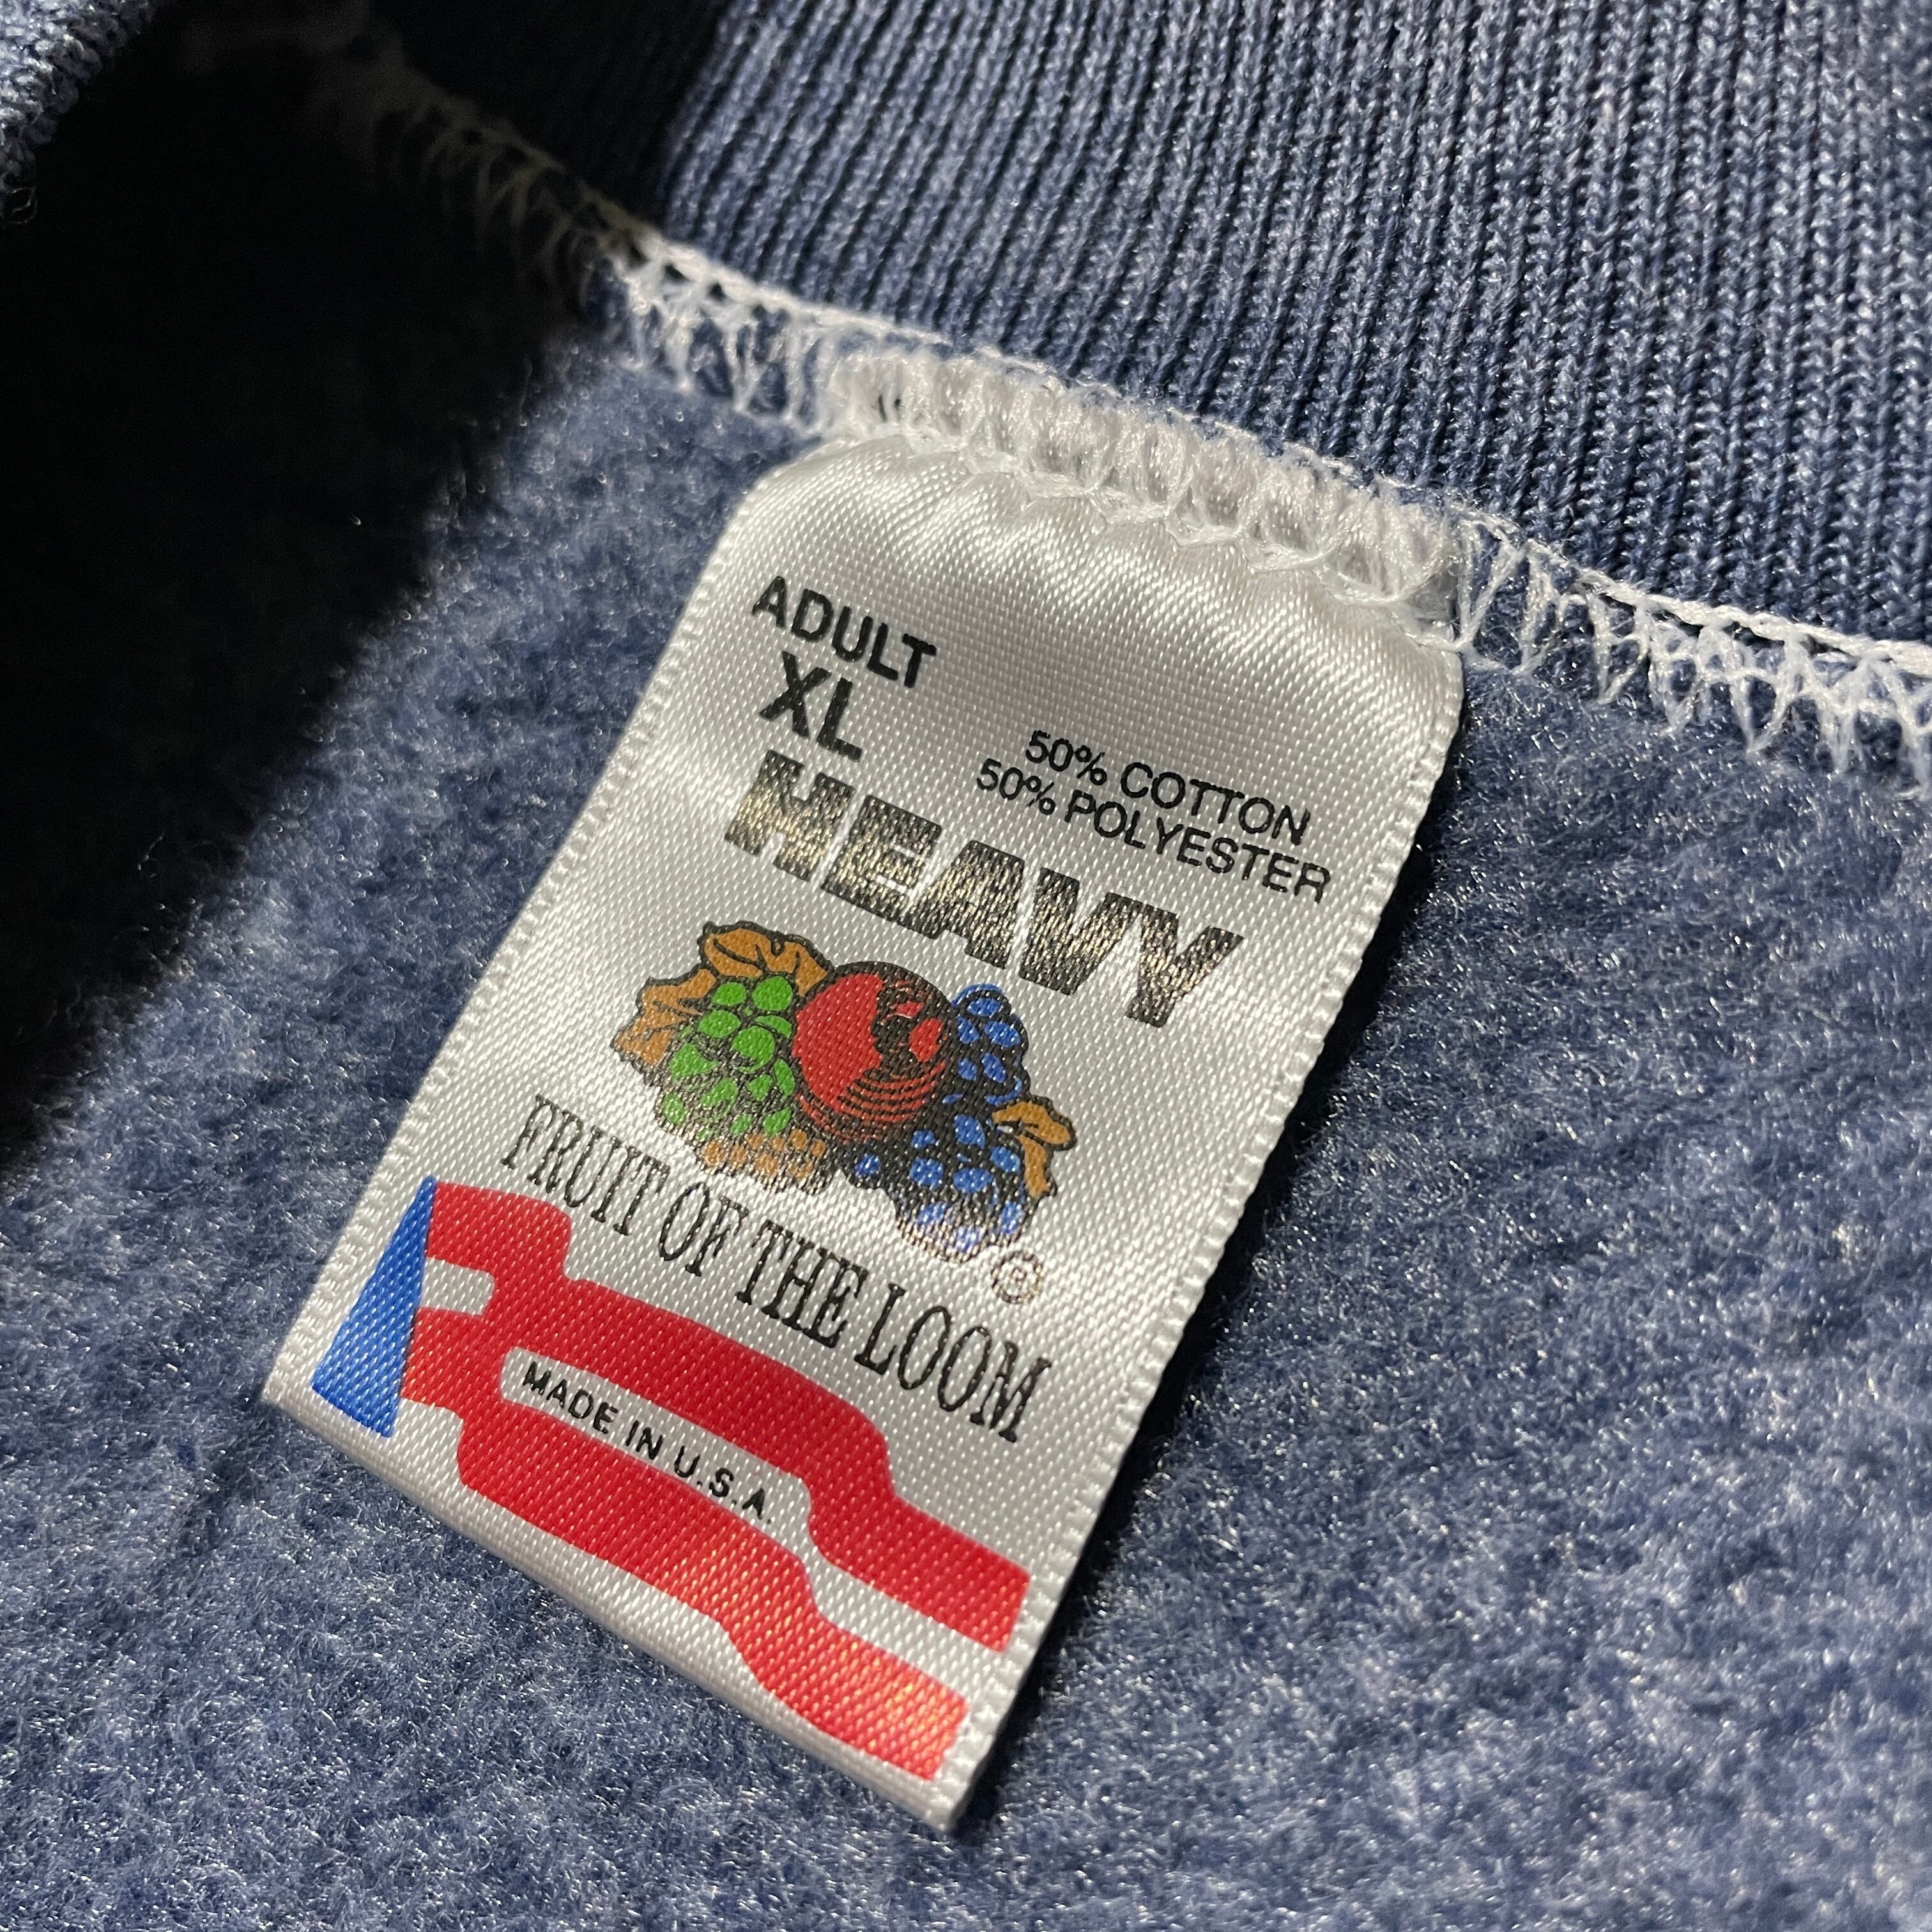 ADULT
XL
50% COTTON
50% POLYESTER
HEAVY
FRUIT OF THE LOOM®
MADE IN U.S.A.